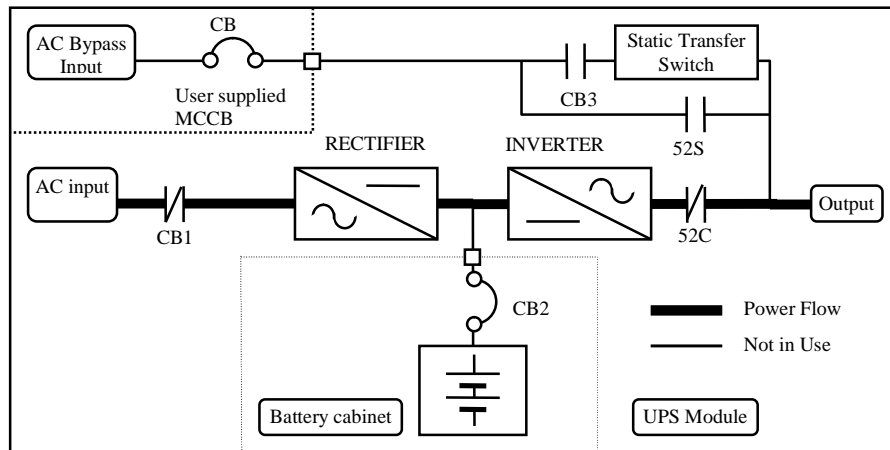 CB
AC Bypass
Input
User supplied
MCCB
Static Transfer
Switch
CB3
52S
RECTIFIER
INVERTER
AC input
CB1
52C
Output
CB2
Power Flow
Not in Use
Battery cabinet
UPS Module